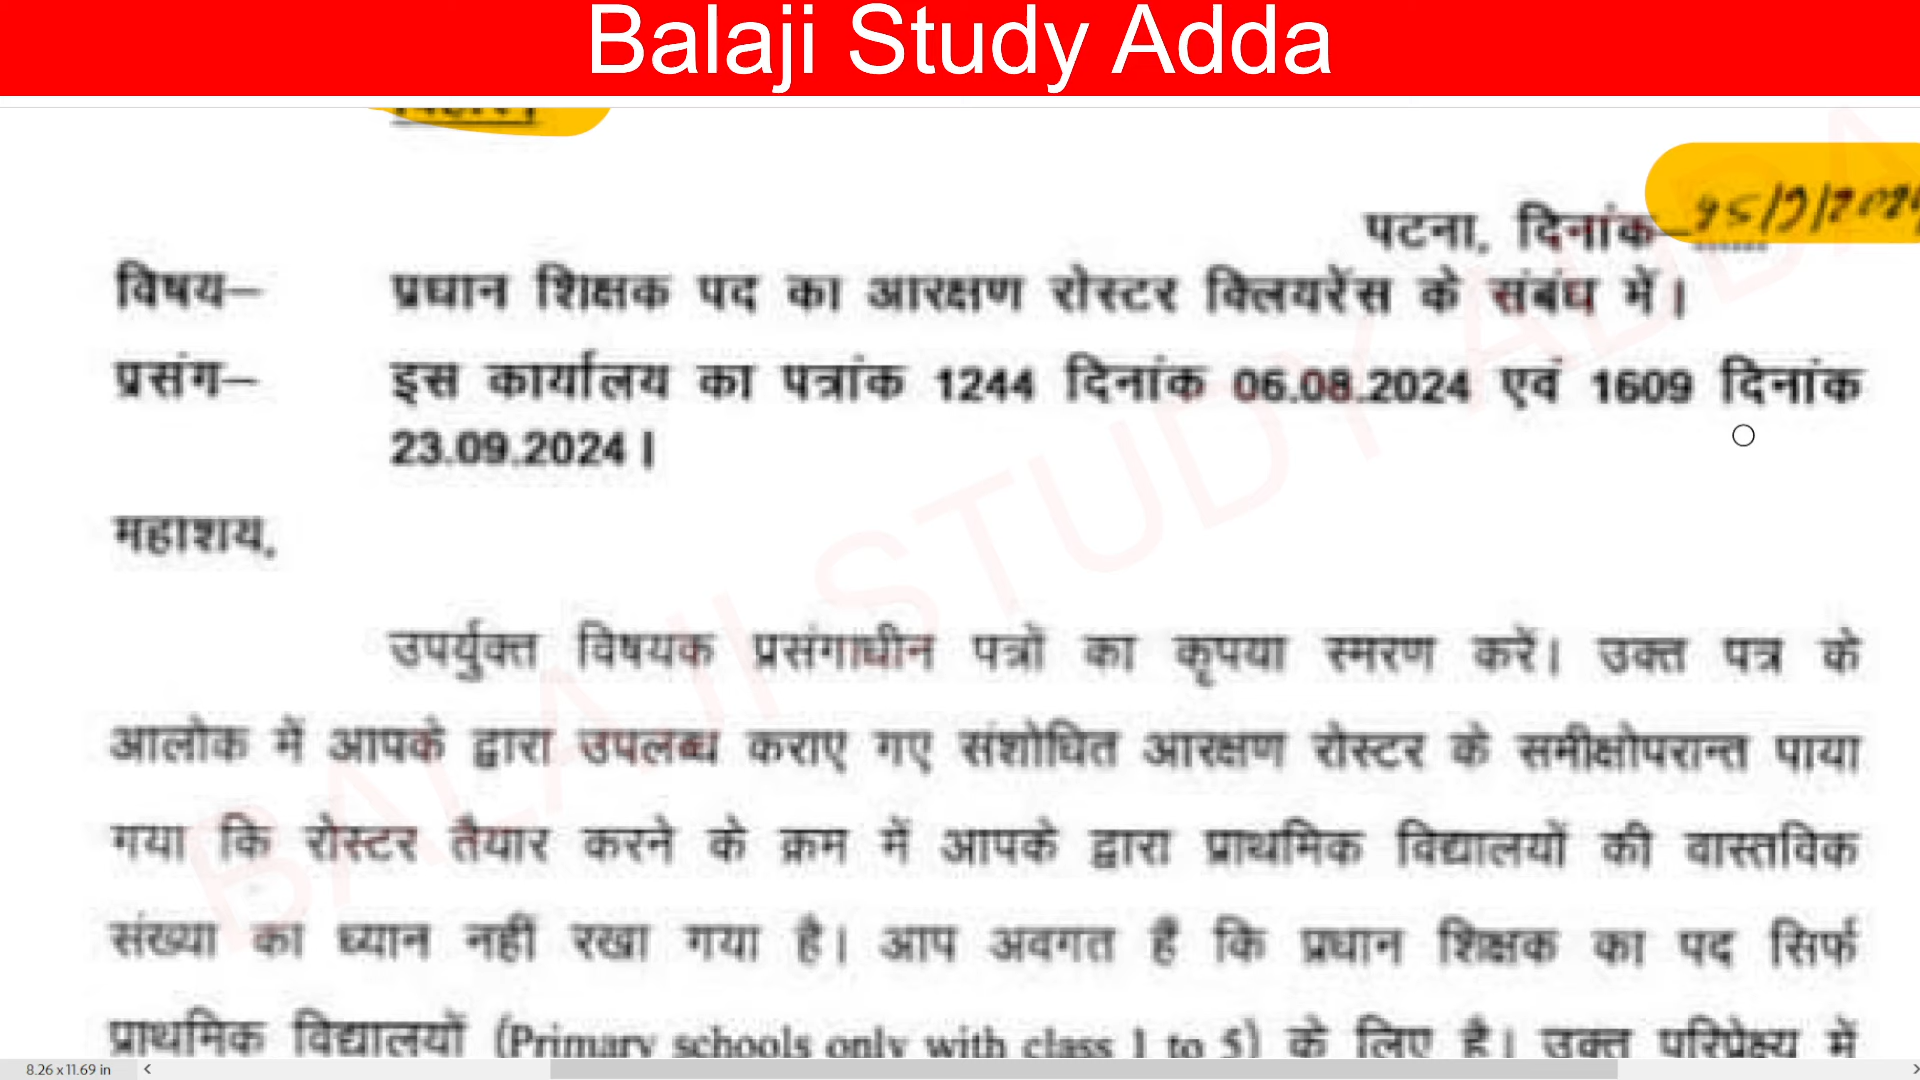 Balaji Study Adda
पटना, दिनांक–
विषय– प्रधान शिक्षक पद का आरक्षण रोस्टर क्लियरेंस के संबंध में।
प्रसंग– इस कार्यालय का पत्रांक 1244 दिनांक 06.08.2024 एवं 1609 दिनांक
23.09.2024।
महाशय,
उपर्युक्त विषयक प्रसंगाधीन पत्रों का कृपया स्मरण करें। उक्त पत्र के
आलोक में आपके द्वारा उपलब्ध कराए गए संशोधित आरक्षण रोस्टर के समीक्षोपरान्त पाया
गया कि रोस्टर तैयार करने के क्रम में आपके द्वारा प्राथमिक विद्यालयों की वास्तविक
संख्या का ध्यान नहीं रखा गया है। आप अवगत हैं कि प्रधान शिक्षक का पद सिर्फ
प्राथमिक विद्यालयों (Primary schools only with class 1 to 5) के लिए है। उक्त परिप्रेक्ष्य में
BALAJI STUDY ADDA
8.26 x 11.69 in